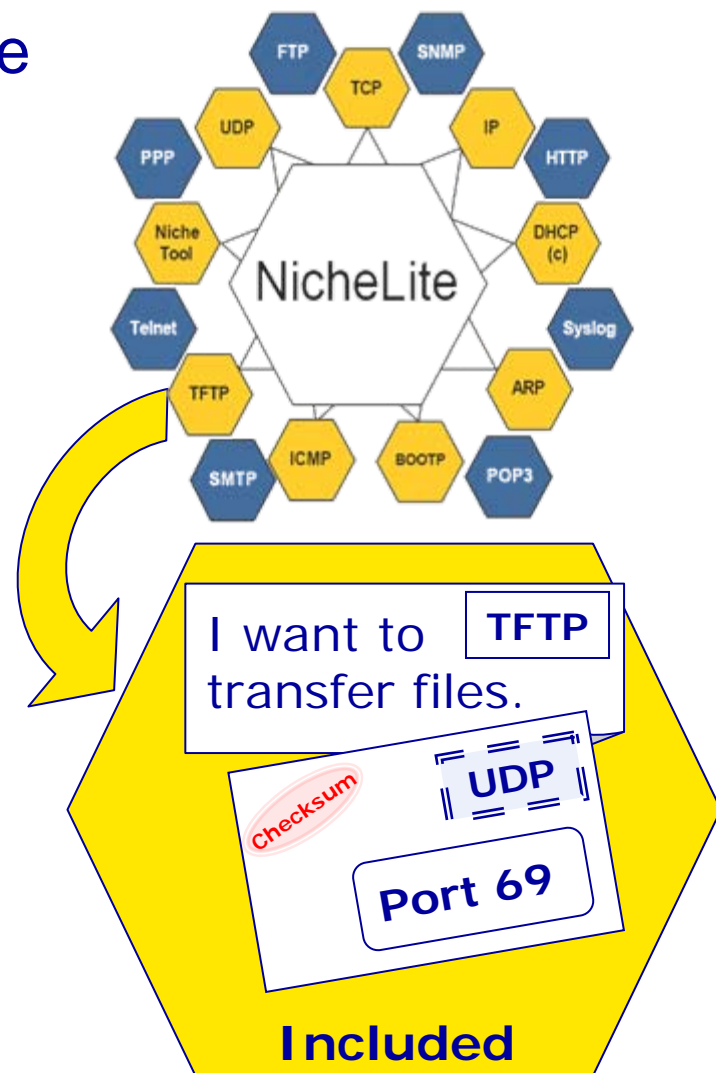 e
FTP
SNMP
TCP
UDP
IP
PPP
HTTP
Niche
Tool
DHCP
(c)
NicheLite
Telnet
Syslog
TFTP
ARP
SMTP
ICMP
BOOTP
POP3
I want to
transfer files.
TFTP
Checksum
UDP
Port 69
Included